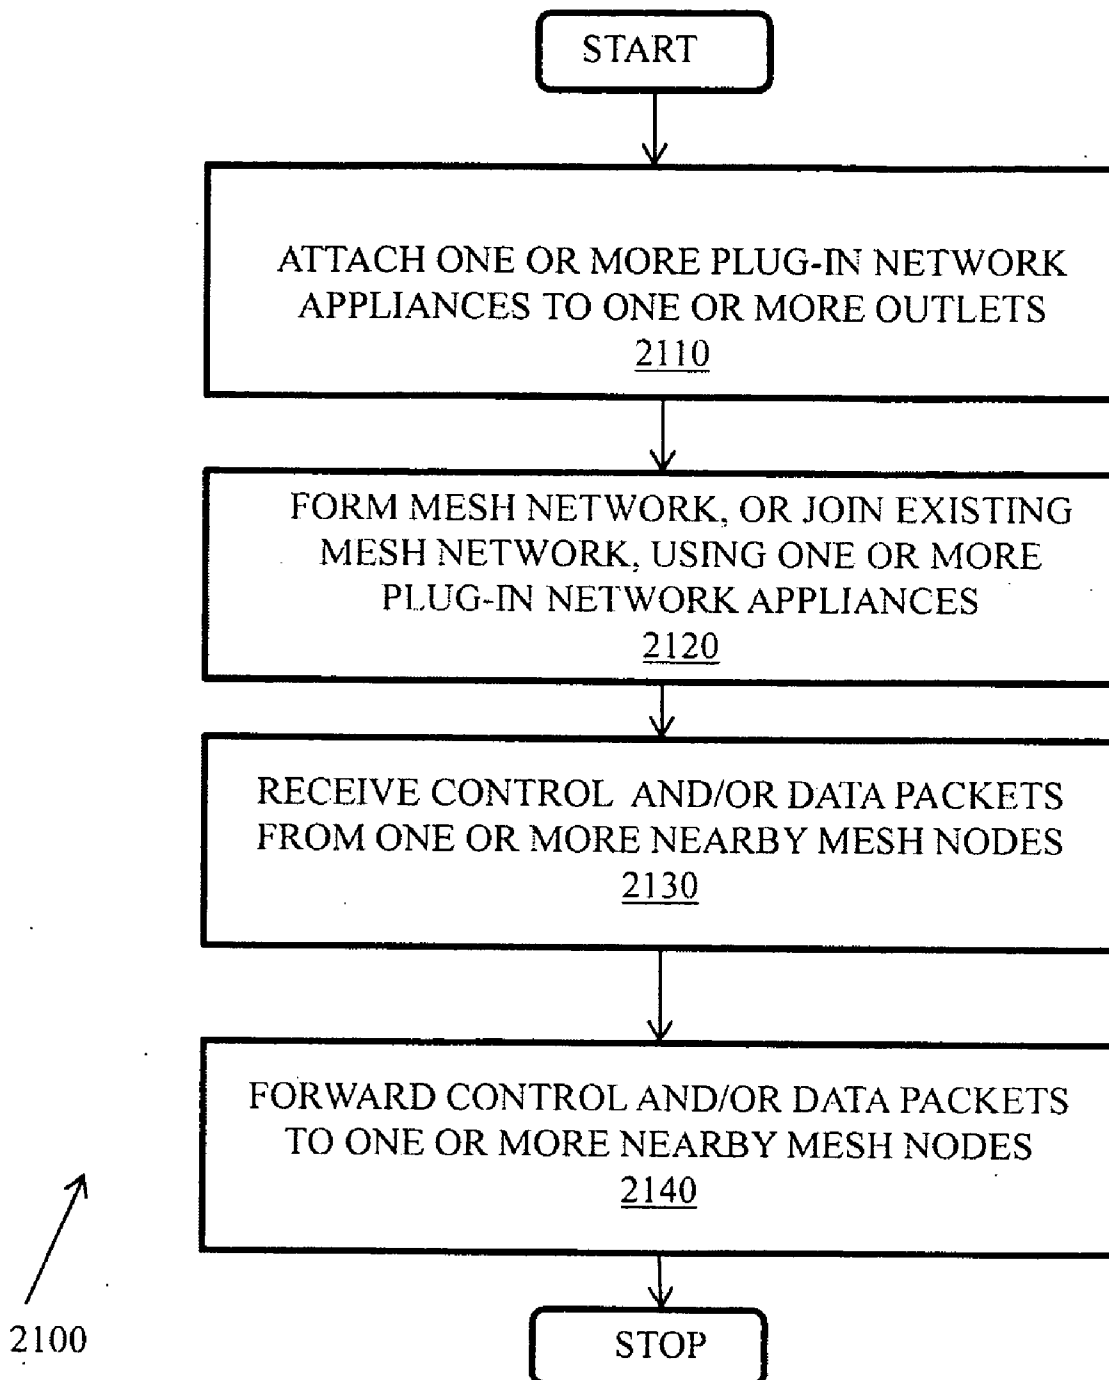 START
ATTACH ONE OR MORE PLUG-IN NETWORK
APPLIANCES TO ONE OR MORE OUTLETS
2110
FORM MESH NETWORK, OR JOIN EXISTING
MESH NETWORK, USING ONE OR MORE
PLUG-IN NETWORK APPLIANCES
2120
RECEIVE CONTROL AND/OR DATA PACKETS
FROM ONE OR MORE NEARBY MESH NODES
2130
FORWARD CONTROL AND/OR DATA PACKETS
TO ONE OR MORE NEARBY MESH NODES
2140
2100
STOP